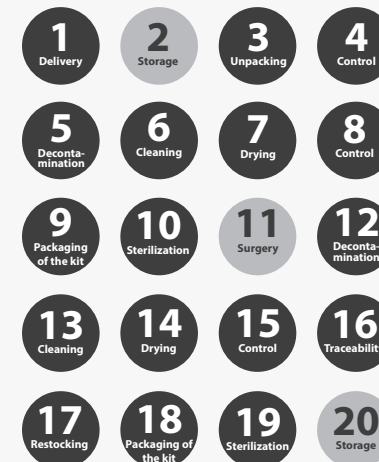 1
Delivery
2
Storage
3
Unpacking
4
Control
5
Deconta-
mination
6
Cleaning
7
Drying
8
Control
9
Packaging
of the kit
10
Sterilization
11
Surgery
12
Deconta-
mination
13
Cleaning
14
Drying
15
Control
16
Traceabilit
17
Restocking
18
Packaging of
the kit
19
Sterilization
20
Storage